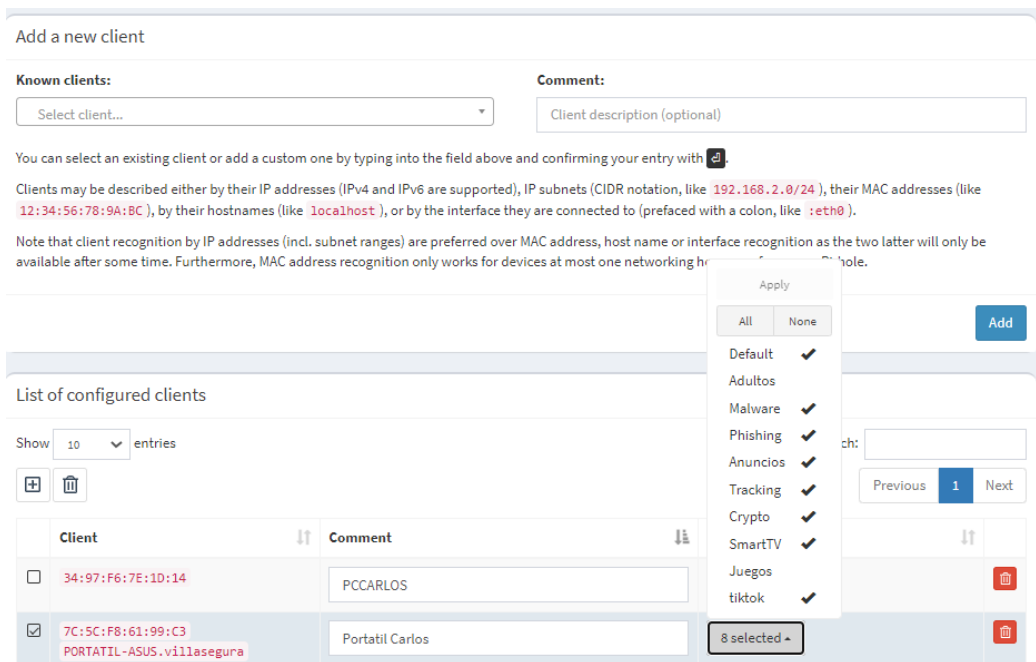 Add a new client
Known clients:
Comment:
Select client...
Client description (optional)
You can select an existing client or add a custom one by typing into the field above and confirming your entry with ⏎.
Clients may be described either by their IP addresses (IPv4 and IPv6 are supported), IP subnets (CIDR notation, like 192.168.2.0/24), their MAC addresses (like
12:34:56:78:9A:BC), by their hostnames (like localhost), or by the interface they are connected to (prefaced with a colon, like :eth0).
Note that client recognition by IP addresses (incl. subnet ranges) are preferred over MAC address, host name or interface recognition as the two latter will only be
available after some time. Furthermore, MAC address recognition only works for devices at most one networking
Apply
All None
Add
Default
Adultos
Malware
Phishing
Anuncios
Tracking
Crypto
SmartTV
Juegos
tiktok
List of configured clients
Show 10 entries
Previous 1 Next
Client Comment
34:97:F6:7E:1D:14
PCCARLOS
7C:5C:F8:61:99:C3
PORTATIL-ASUS.villasegura
Portatil Carlos
8 selected